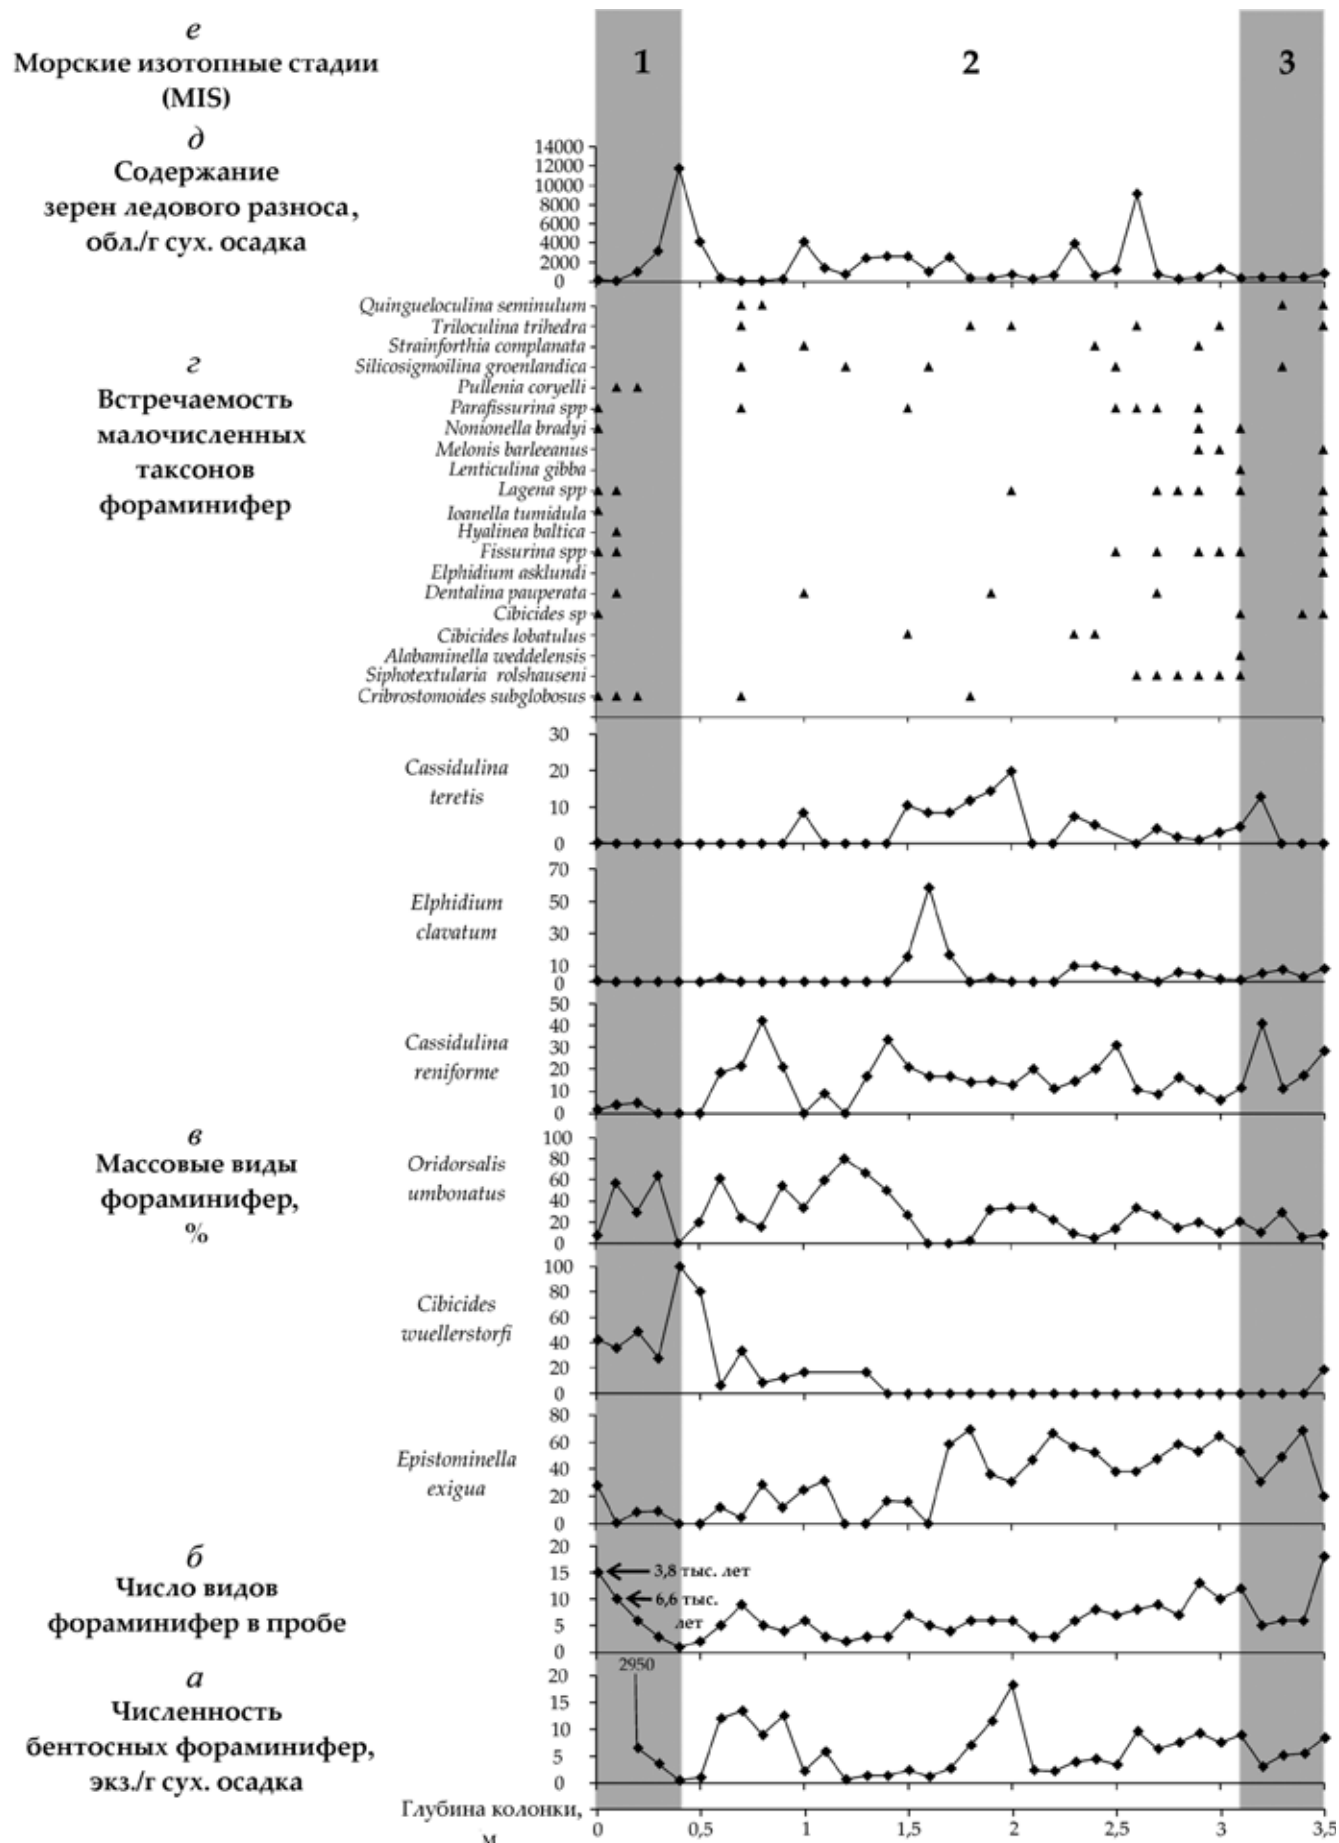 е
Морские изотопные стадии
(MIS)
1
2
3
д
Содержание
зерен ледового разноса,
обл./г сух. осадка
14000
12000
10000
8000
6000
4000
2000
0
г
Встречаемость
малочисленных
таксонов
фораминифер
Quingueloculina seminulum
Triloculina trihedra
Strainforthia complanata
Silicosigmoilina groenlandica
Pullenia coryelli
Parafissurina spp
Nonionella bradyi
Melonis barleeanus
Lenticulina gibba
Lagena spp
Ioanella tumidula
Hyalinea baltica
Fissurina spp
Elphidium asklundi
Dentalina pauperata
Cibicides sp
Cibicides lobatulus
Alabaminella weddelensis
Siphotextularia rolshauseni
Cribrostomoides subglobosus
в
Массовые виды
фораминифер,
%
Cassidulina
teretis
30
20
10
0
Elphidium
clavatum
70
50
30
10
0
Cassidulina
reniforme
50
40
30
20
10
0
Oridorsalis
umbonatus
100
80
60
40
20
0
Cibicides
wuellerstorfi
100
80
60
40
20
0
Epistominella
exigua
80
60
40
20
0
б
Число видов
фораминифер в пробе
20
15
10
5
0
3,8 тыс. лет
6,6 тыс.
лет
а
Численность
бентосных фораминифер,
экз./г сух. осадка
2950
20
15
10
5
0
Глубина колонки,
м
0
0,5
1
1,5
2
2,5
3
3,5